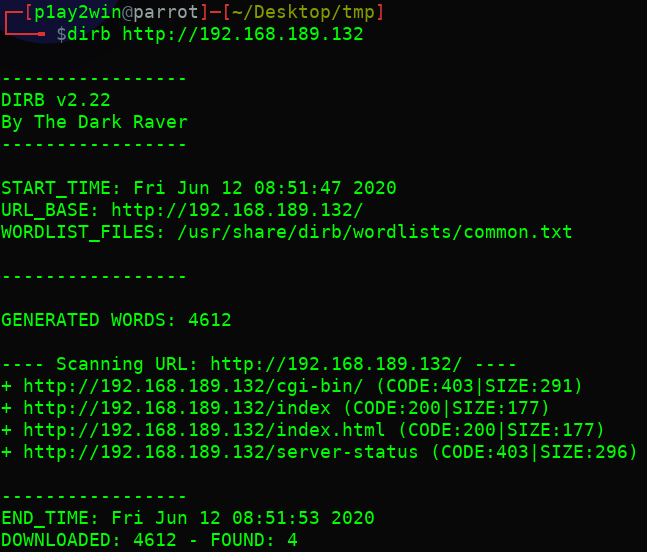 ┌─[p1ay2win@parrot]─[~/Desktop/tmp]
└──╼ $dirb http://192.168.189.132
-----------------
DIRB v2.22
By The Dark Raver
-----------------
START_TIME: Fri Jun 12 08:51:47 2020
URL_BASE: http://192.168.189.132/
WORDLIST_FILES: /usr/share/dirb/wordlists/common.txt
-----------------
GENERATED WORDS: 4612
---- Scanning URL: http://192.168.189.132/ ----
+ http://192.168.189.132/cgi-bin/ (CODE:403|SIZE:291)
+ http://192.168.189.132/index (CODE:200|SIZE:177)
+ http://192.168.189.132/index.html (CODE:200|SIZE:177)
+ http://192.168.189.132/server-status (CODE:403|SIZE:296)
-----------------
END_TIME: Fri Jun 12 08:51:53 2020
DOWNLOADED: 4612 - FOUND: 4